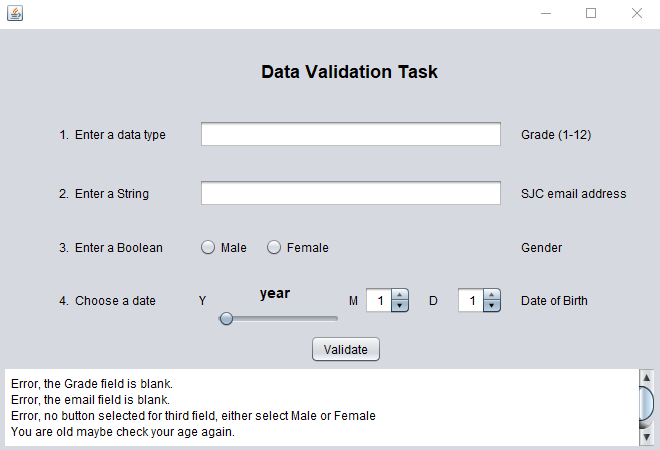 Data Validation Task
1. Enter a data type Grade (1-12)
2. Enter a String SJC email address
3. Enter a Boolean Male Female Gender
4. Choose a date Y year M 1 D 1 Date of Birth
Validate
Error, the Grade field is blank.
Error, the email field is blank.
Error, no button selected for third field, either select Male or Female
You are old maybe check your age again.